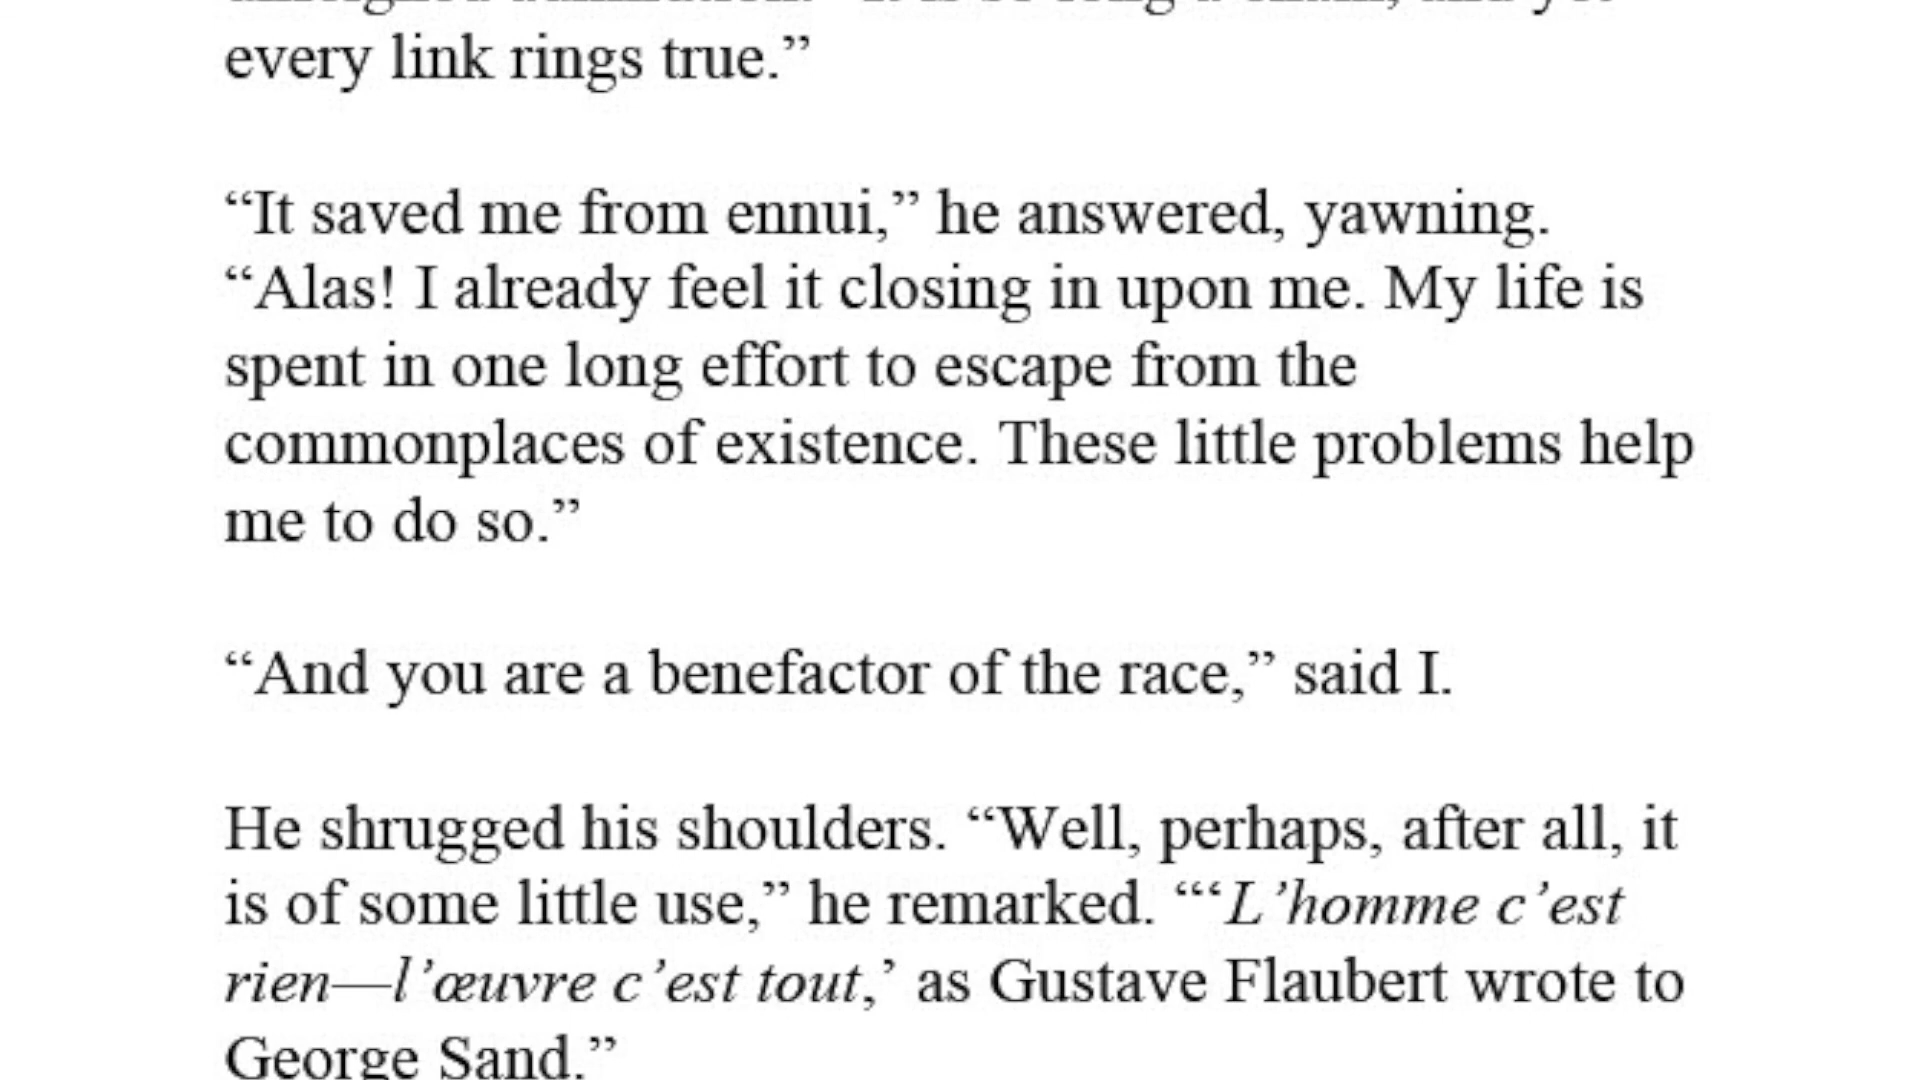 every link rings true.”
“It saved me from ennui,” he answered, yawning.
“Alas! I already feel it closing in upon me. My life is
spent in one long effort to escape from the
commonplaces of existence. These little problems help
me to do so.”
“And you are a benefactor of the race,” said I.
He shrugged his shoulders. “Well, perhaps, after all, it
is of some little use,” he remarked. “‘L’homme c’est
rien—l’œuvre c’est tout,’ as Gustave Flaubert wrote to
George Sand.”